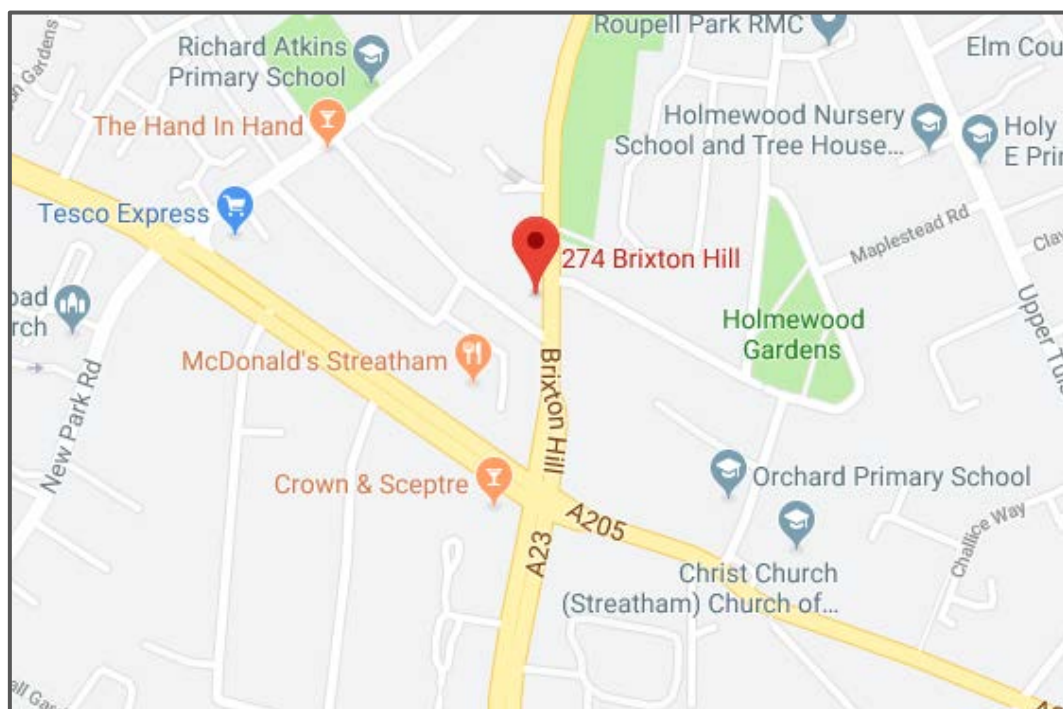 Roupell Park RMC
Richard Atkins
Primary School
Elm Cou
The Hand In Hand
Holmewood Nursery
School and Tree House...
Holy
E Prin
Tesco Express
Maplestead Rd
Clav
274 Brixton Hill
oad
rch
Holmewood
Gardens
Upper Tuls
McDonald's Streatham
Brixton Hill
New Park Rd
Crown & Sceptre
Orchard Primary School
A205
A23
Challice Way
Christ Church
(Streatham) Church of...